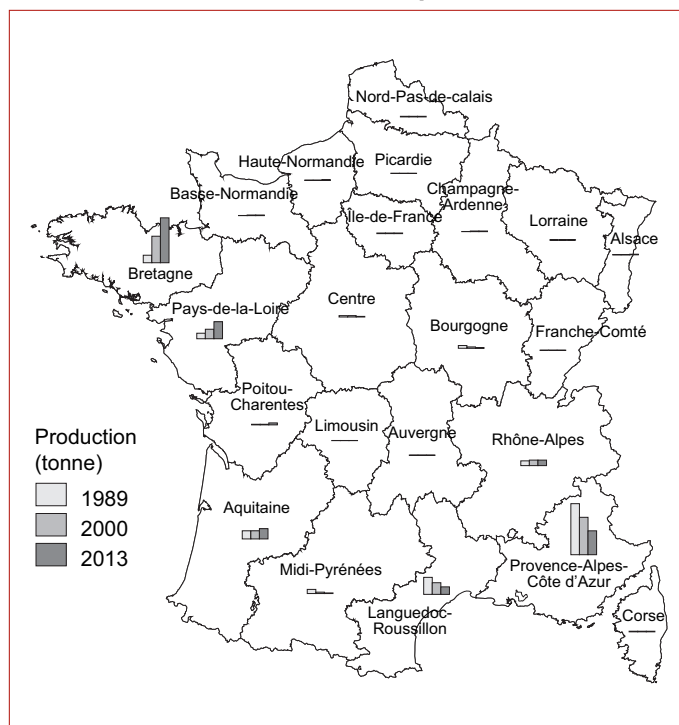 Nord-Pas-de-calais
Haute-Normandie
Picardie
Basse-Normandie
Champagne-
Ardenne
Île-de-France
Lorraine
Alsace
Bretagne
Pays-de-la-Loire
Centre
Bourgogne
Franche-Comté
Poitou-
Charentes
Limousin
Auvergne
Rhône-Alpes
Production
(tonne)
1989
2000
2013
Aquitaine
Midi-Pyrénées
Languedoc-
Roussillon
Provence-Alpes-
Côte d'Azur
Corse